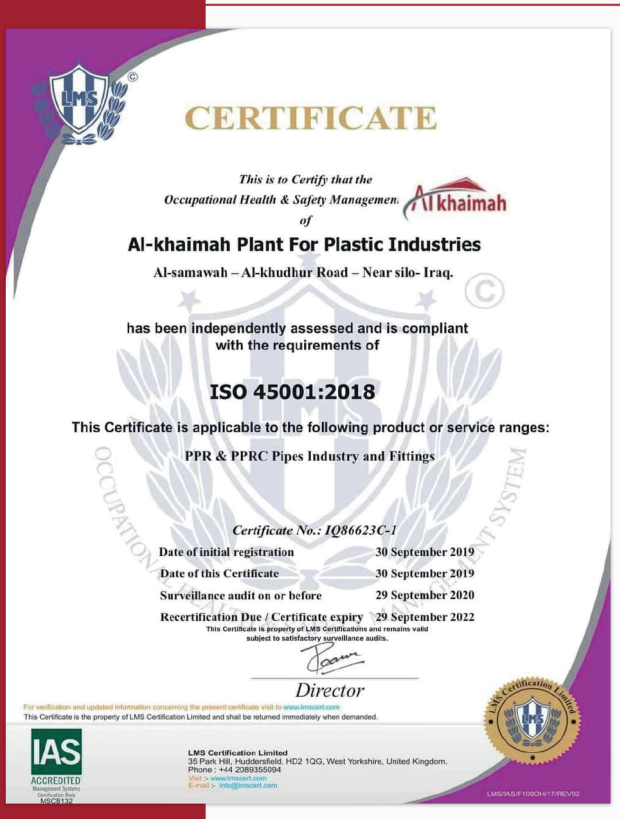 LMS
©
CERTIFICATE
This is to Certify that the
Occupational Health & Safety Managemen
Al khaimah
of
Al-khaimah Plant For Plastic Industries
Al-samawah – Al-khudhur Road – Near silo- Iraq.
©
has been independently assessed and is compliant
with the requirements of
LMS
ISO 45001:2018
This Certificate is applicable to the following product or service ranges:
PPR & PPRC Pipes Industry and Fittings
OCCUPATIONAL HEALTH MANAGEMENT SYSTEM
Certificate No.: IQ86623C-1
Date of initial registration 30 September 2019
Date of this Certificate 30 September 2019
Surveillance audit on or before 29 September 2020
Recertification Due / Certificate expiry 29 September 2022
This Certificate is property of LMS Certifications and remains valid
subject to satisfactory surveillance audits.
Director
For verification and updated information concerning the present certificate visit to www.lmscert.com
This Certificate is the property of LMS Certification Limited and shall be returned immediately when demanded.
LMS Certification Limited
LMS
IAS
ACCREDITED
Management Systems
Certification Body
MSCB132
LMS Certification Limited
35 Park Hill, Huddersfield, HD2 1QG, West Yorkshire, United Kingdom.
Phone : +44 2089355094
Visit :- www.lmscert.com
E-mail :- info@lmscert.com
LMS/IAS/F109OH/17/REV02